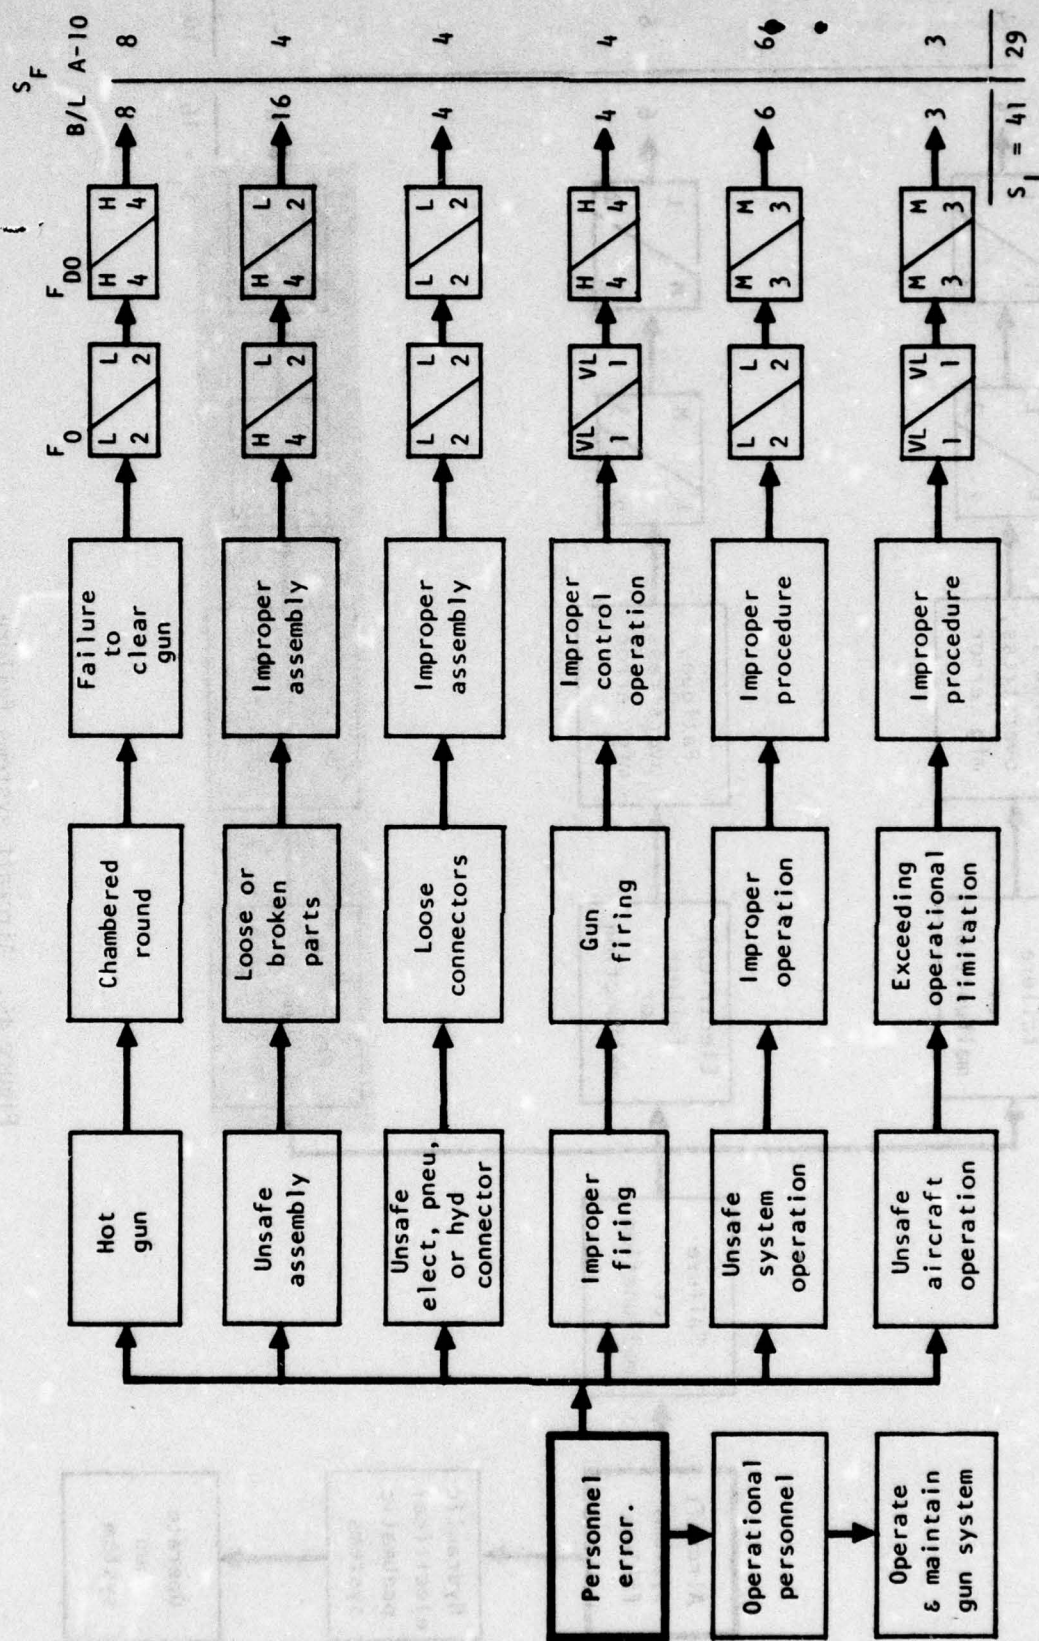 S F
B/L A-10
F O
F DO
Hot
gun
Chambered
round
Failure
to
clear
gun
L L
2 2
H H
4 4
8 8
Unsafe
assembly
Loose or
broken
parts
Improper
assembly
H L
4 2
H L
4 2
16 4
Unsafe
elect, pneu,
or hyd
connector
Loose
connectors
Improper
assembly
L L
2 2
L L
2 2
4 4
Personnel
error.
Improper
firing
Gun
firing
Improper
control
operation
VL VL
1 1
H H
4 4
4 4
Operational
personnel
Unsafe
system
operation
Improper
operation
Improper
procedure
L L
2 2
M M
3 3
6 6
Operate
& maintain
gun system
Unsafe
aircraft
operation
Exceeding
operational
limitation
Improper
procedure
VL VL
1 1
M M
3 3
3 3
S I = 41 29